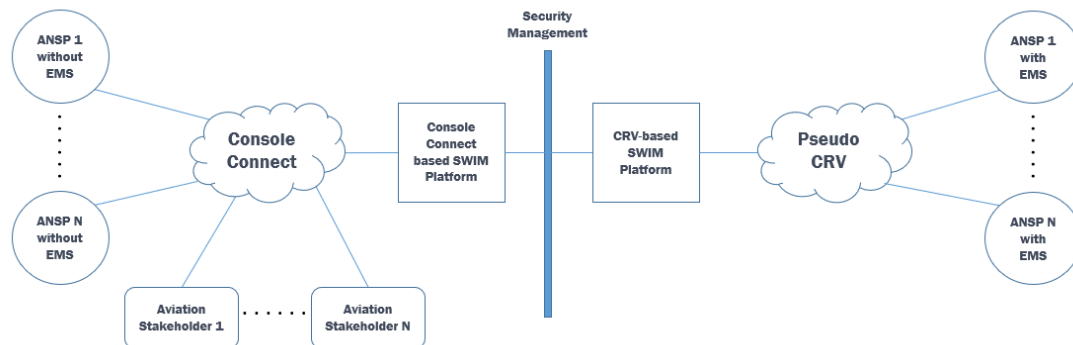 Security
Management
ANSP 1
without
EMS
ANSP N
without
EMS
Console
Connect
Aviation
Stakeholder 1
Aviation
Stakeholder N
Console
Connect
based SWIM
Platform
CRV-based
SWIM
Platform
Pseudo
CRV
ANSP 1
with
EMS
ANSP N
with
EMS